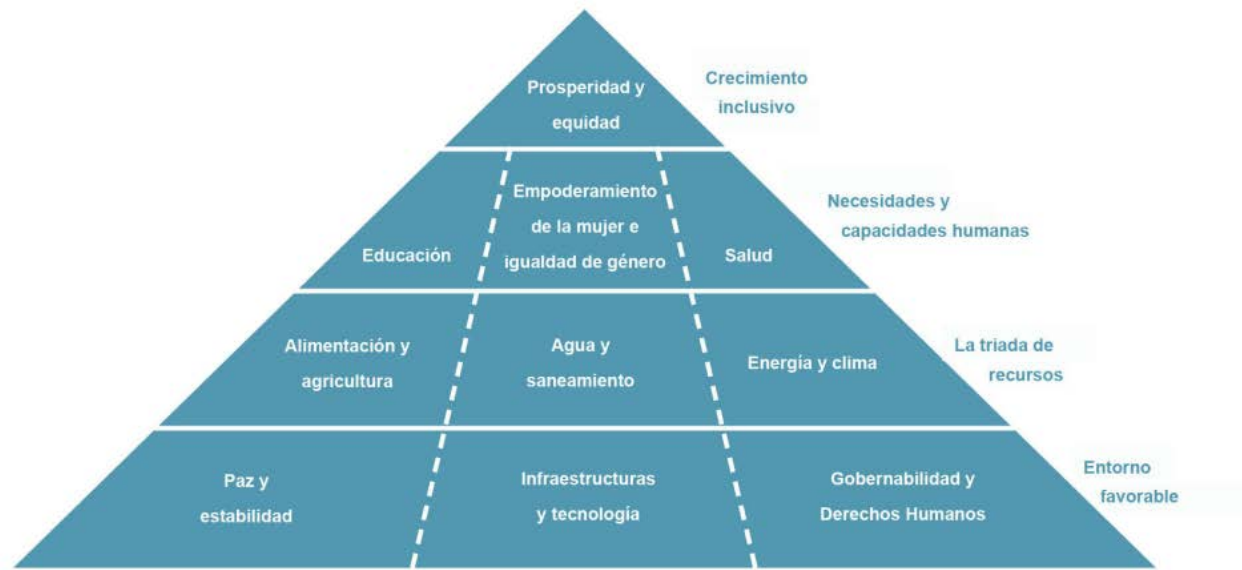 Prosperidad y
equidad
Crecimiento
inclusivo
Educación
Empoderamiento
de la mujer e
igualdad de género
Salud
Necesidades y
capacidades humanas
Alimentación y
agricultura
Agua y
saneamiento
Energía y clima
La triada de
recursos
Paz y
estabilidad
Infraestructuras
y tecnología
Gobernabilidad y
Derechos Humanos
Entorno
favorable